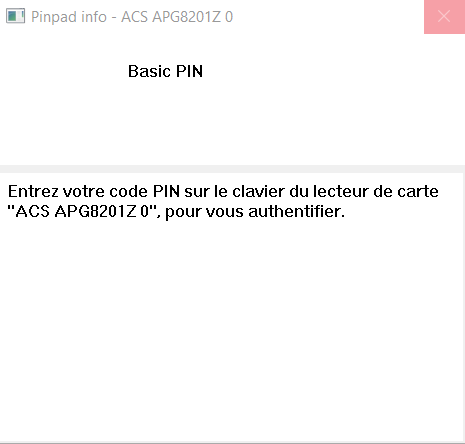 Pinpad info - ACS APG8201Z 0
Basic PIN
Entrez votre code PIN sur le clavier du lecteur de carte
"ACS APG8201Z 0", pour vous authentifier.